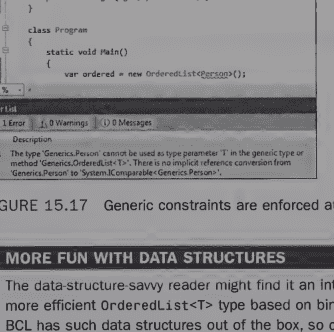 }
class Program
{
static void Main()
{
var ordered = new OrderedList<Person>();
%
r List
1 Error 0 Warnings 0 Messages
Description
The type 'Generics.Person' cannot be used as type parameter 'T' in the generic type or
method 'Generics.OrderedList<T>'. There is no implicit reference conversion from
'Generics.Person' to 'System.IComparable<Generics.Person>'.
GURE 15.17 Generic constraints are enforced a
MORE FUN WITH DATA STRUCTURES
The data-structure-savvy reader might find it an int
more efficient OrderedList<T> type based on bin
BCL has such data structures out of the box, so n